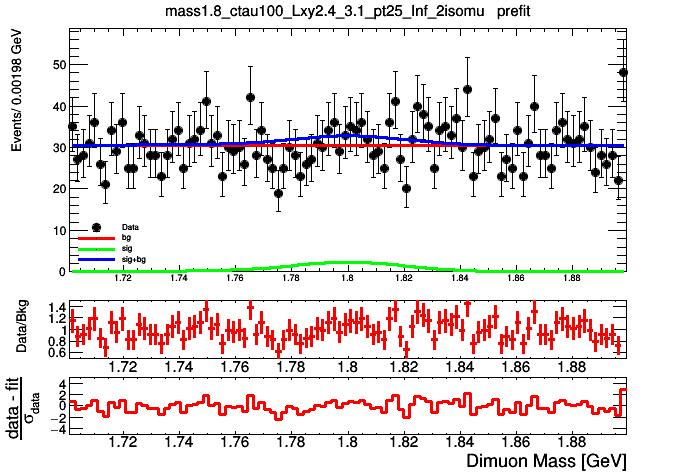 mass1.8_ctau100_Lxy2.4_3.1_pt25_Inf_2isomu prefit
Events/ 0.00198 GeV
50
40
30
20
10
0
Data
bg
sig
sig+bg
1.72 1.74 1.76 1.78 1.8 1.82 1.84 1.86 1.88
Data/Bkg
1.4
1.2
1
0.8
0.6
1.72 1.74 1.76 1.78 1.8 1.82 1.84 1.86 1.88
data - fit
σdata
4
2
0
−2
−4
1.72 1.74 1.76 1.78 1.8 1.82 1.84 1.86 1.88
Dimuon Mass [GeV]